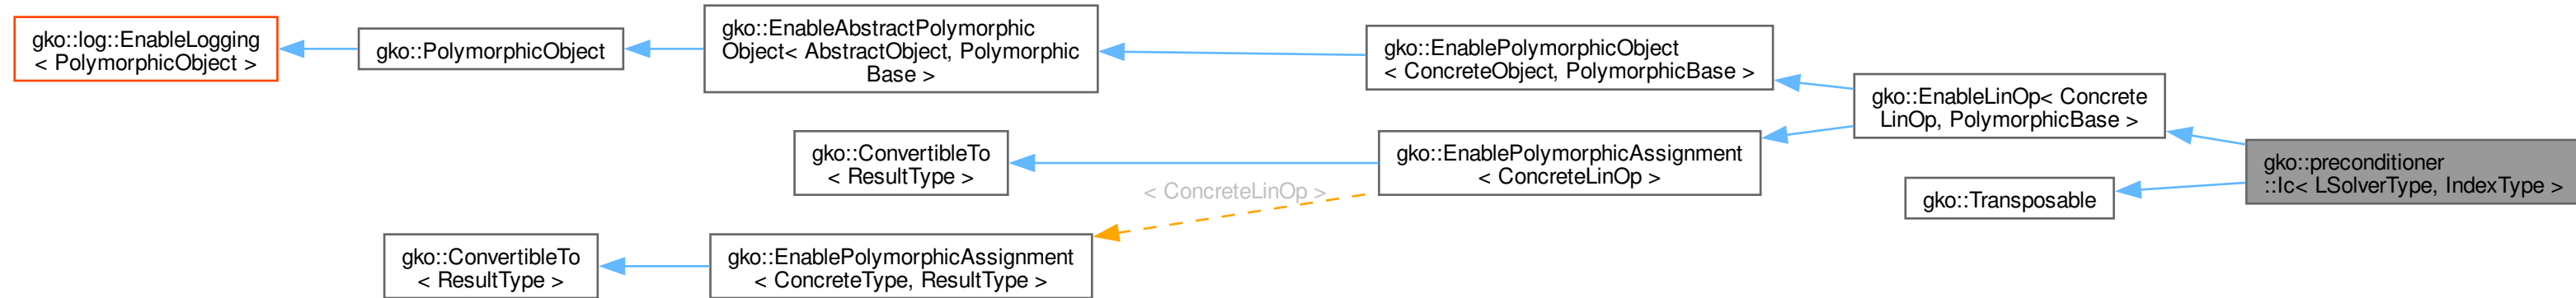 gko::log::EnableLogging
< PolymorphicObject >
gko::PolymorphicObject
gko::EnableAbstractPolymorphic
Object< AbstractObject, Polymorphic
Base >
gko::EnablePolymorphicObject
< ConcreteObject, PolymorphicBase >
gko::EnableLinOp< Concrete
LinOp, PolymorphicBase >
gko::ConvertibleTo
< ResultType >
gko::EnablePolymorphicAssignment
< ConcreteLinOp >
< ConcreteLinOp >
gko::preconditioner
::Ic< LSolverType, IndexType >
gko::Transposable
gko::ConvertibleTo
< ResultType >
gko::EnablePolymorphicAssignment
< ConcreteType, ResultType >